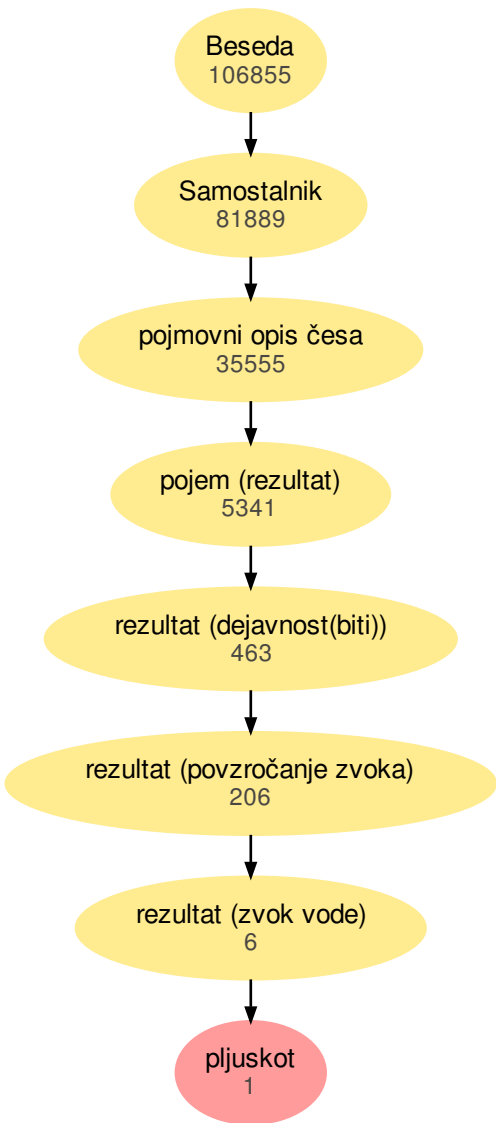 Beseda
106855
Samostalnik
81889
pojmovni opis česa
35555
pojem (rezultat)
5341
rezultat (dejavnost(biti))
463
rezultat (povzročanje zvoka)
206
rezultat (zvok vode)
6
pljuskot
1